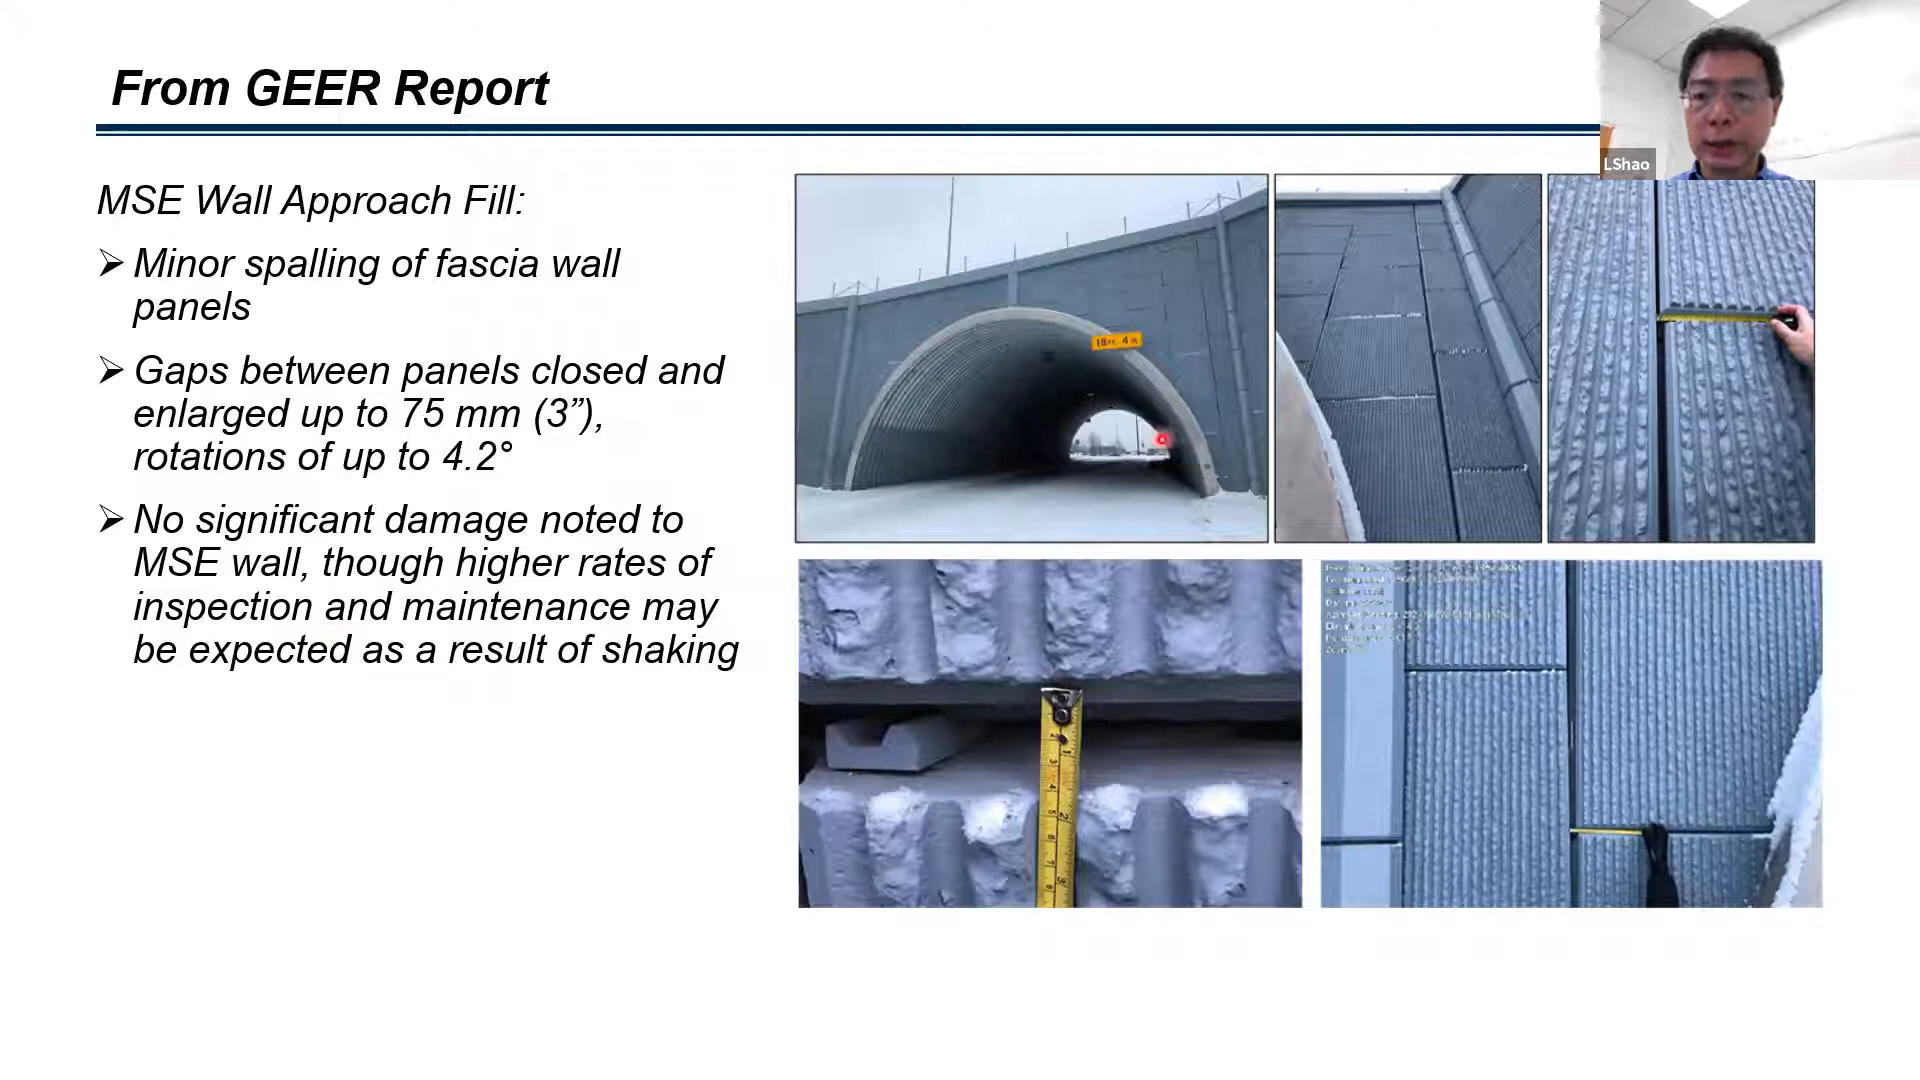 From GEER Report
LShao
MSE Wall Approach Fill:
➢ Minor spalling of fascia wall
panels
➢ Gaps between panels closed and
enlarged up to 75 mm (3”),
rotations of up to 4.2°
➢ No significant damage noted to
MSE wall, though higher rates of
inspection and maintenance may
be expected as a result of shaking